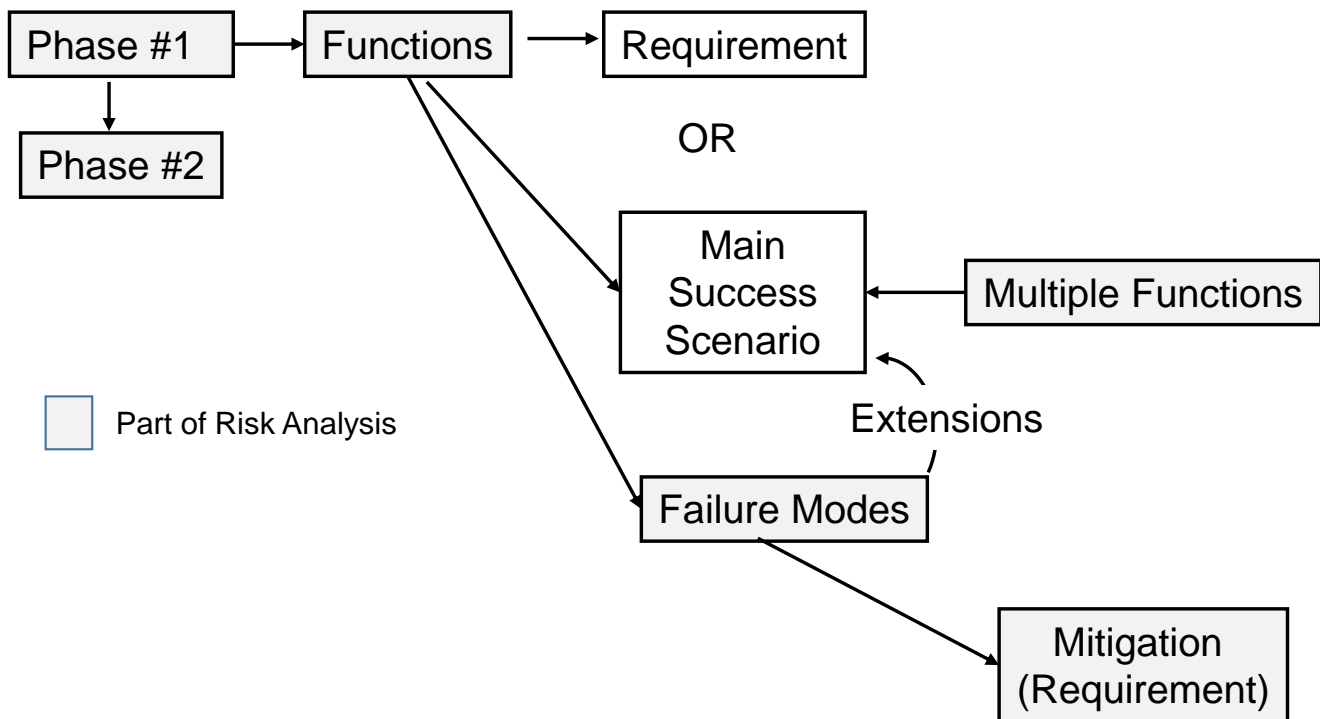 Phase #1
Functions
Requirement
Phase #2
OR
Main
Success
Scenario
Multiple Functions
Part of Risk Analysis
Extensions
Failure Modes
Mitigation
(Requirement)